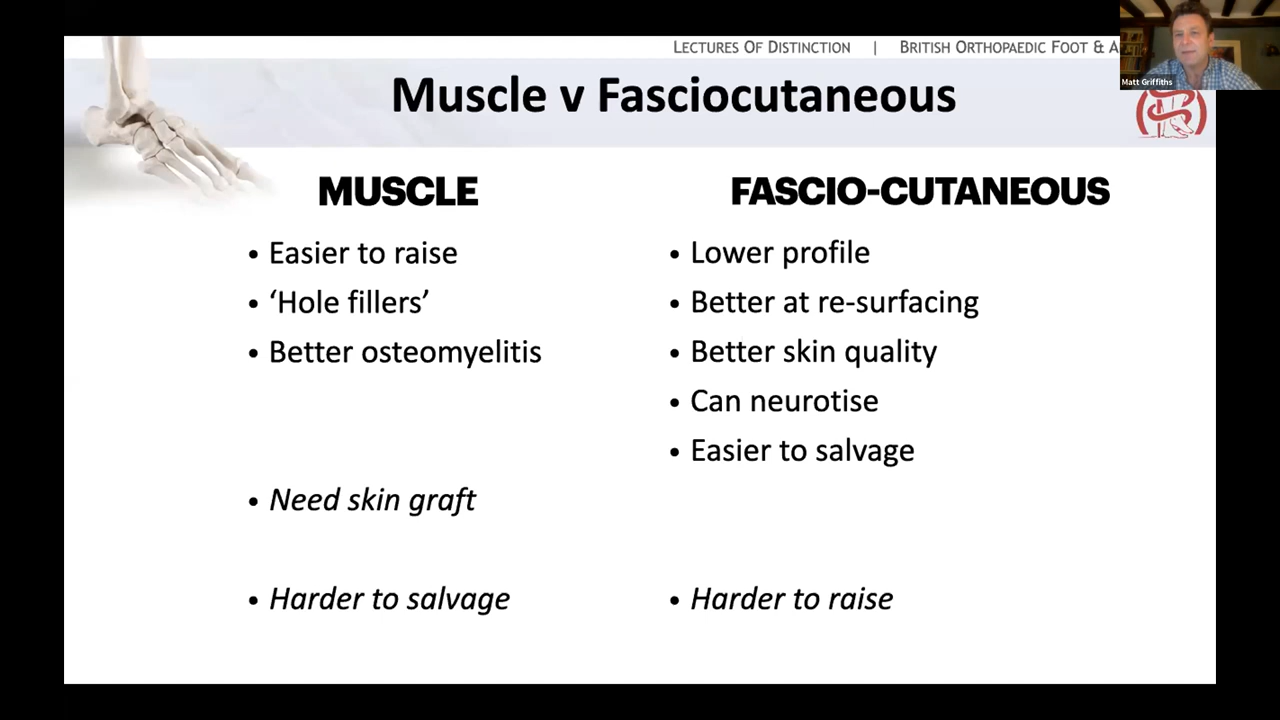 LECTURES OF DISTINCTION | BRITISH ORTHOPAEDIC FOOT & A
Matt Griffiths
Muscle v Fasciocutaneous
MUSCLE
• Easier to raise
• ‘Hole fillers’
• Better osteomyelitis
• Need skin graft
• Harder to salvage
FASCIO-CUTANEOUS
• Lower profile
• Better at re-surfacing
• Better skin quality
• Can neurotise
• Easier to salvage
• Harder to raise